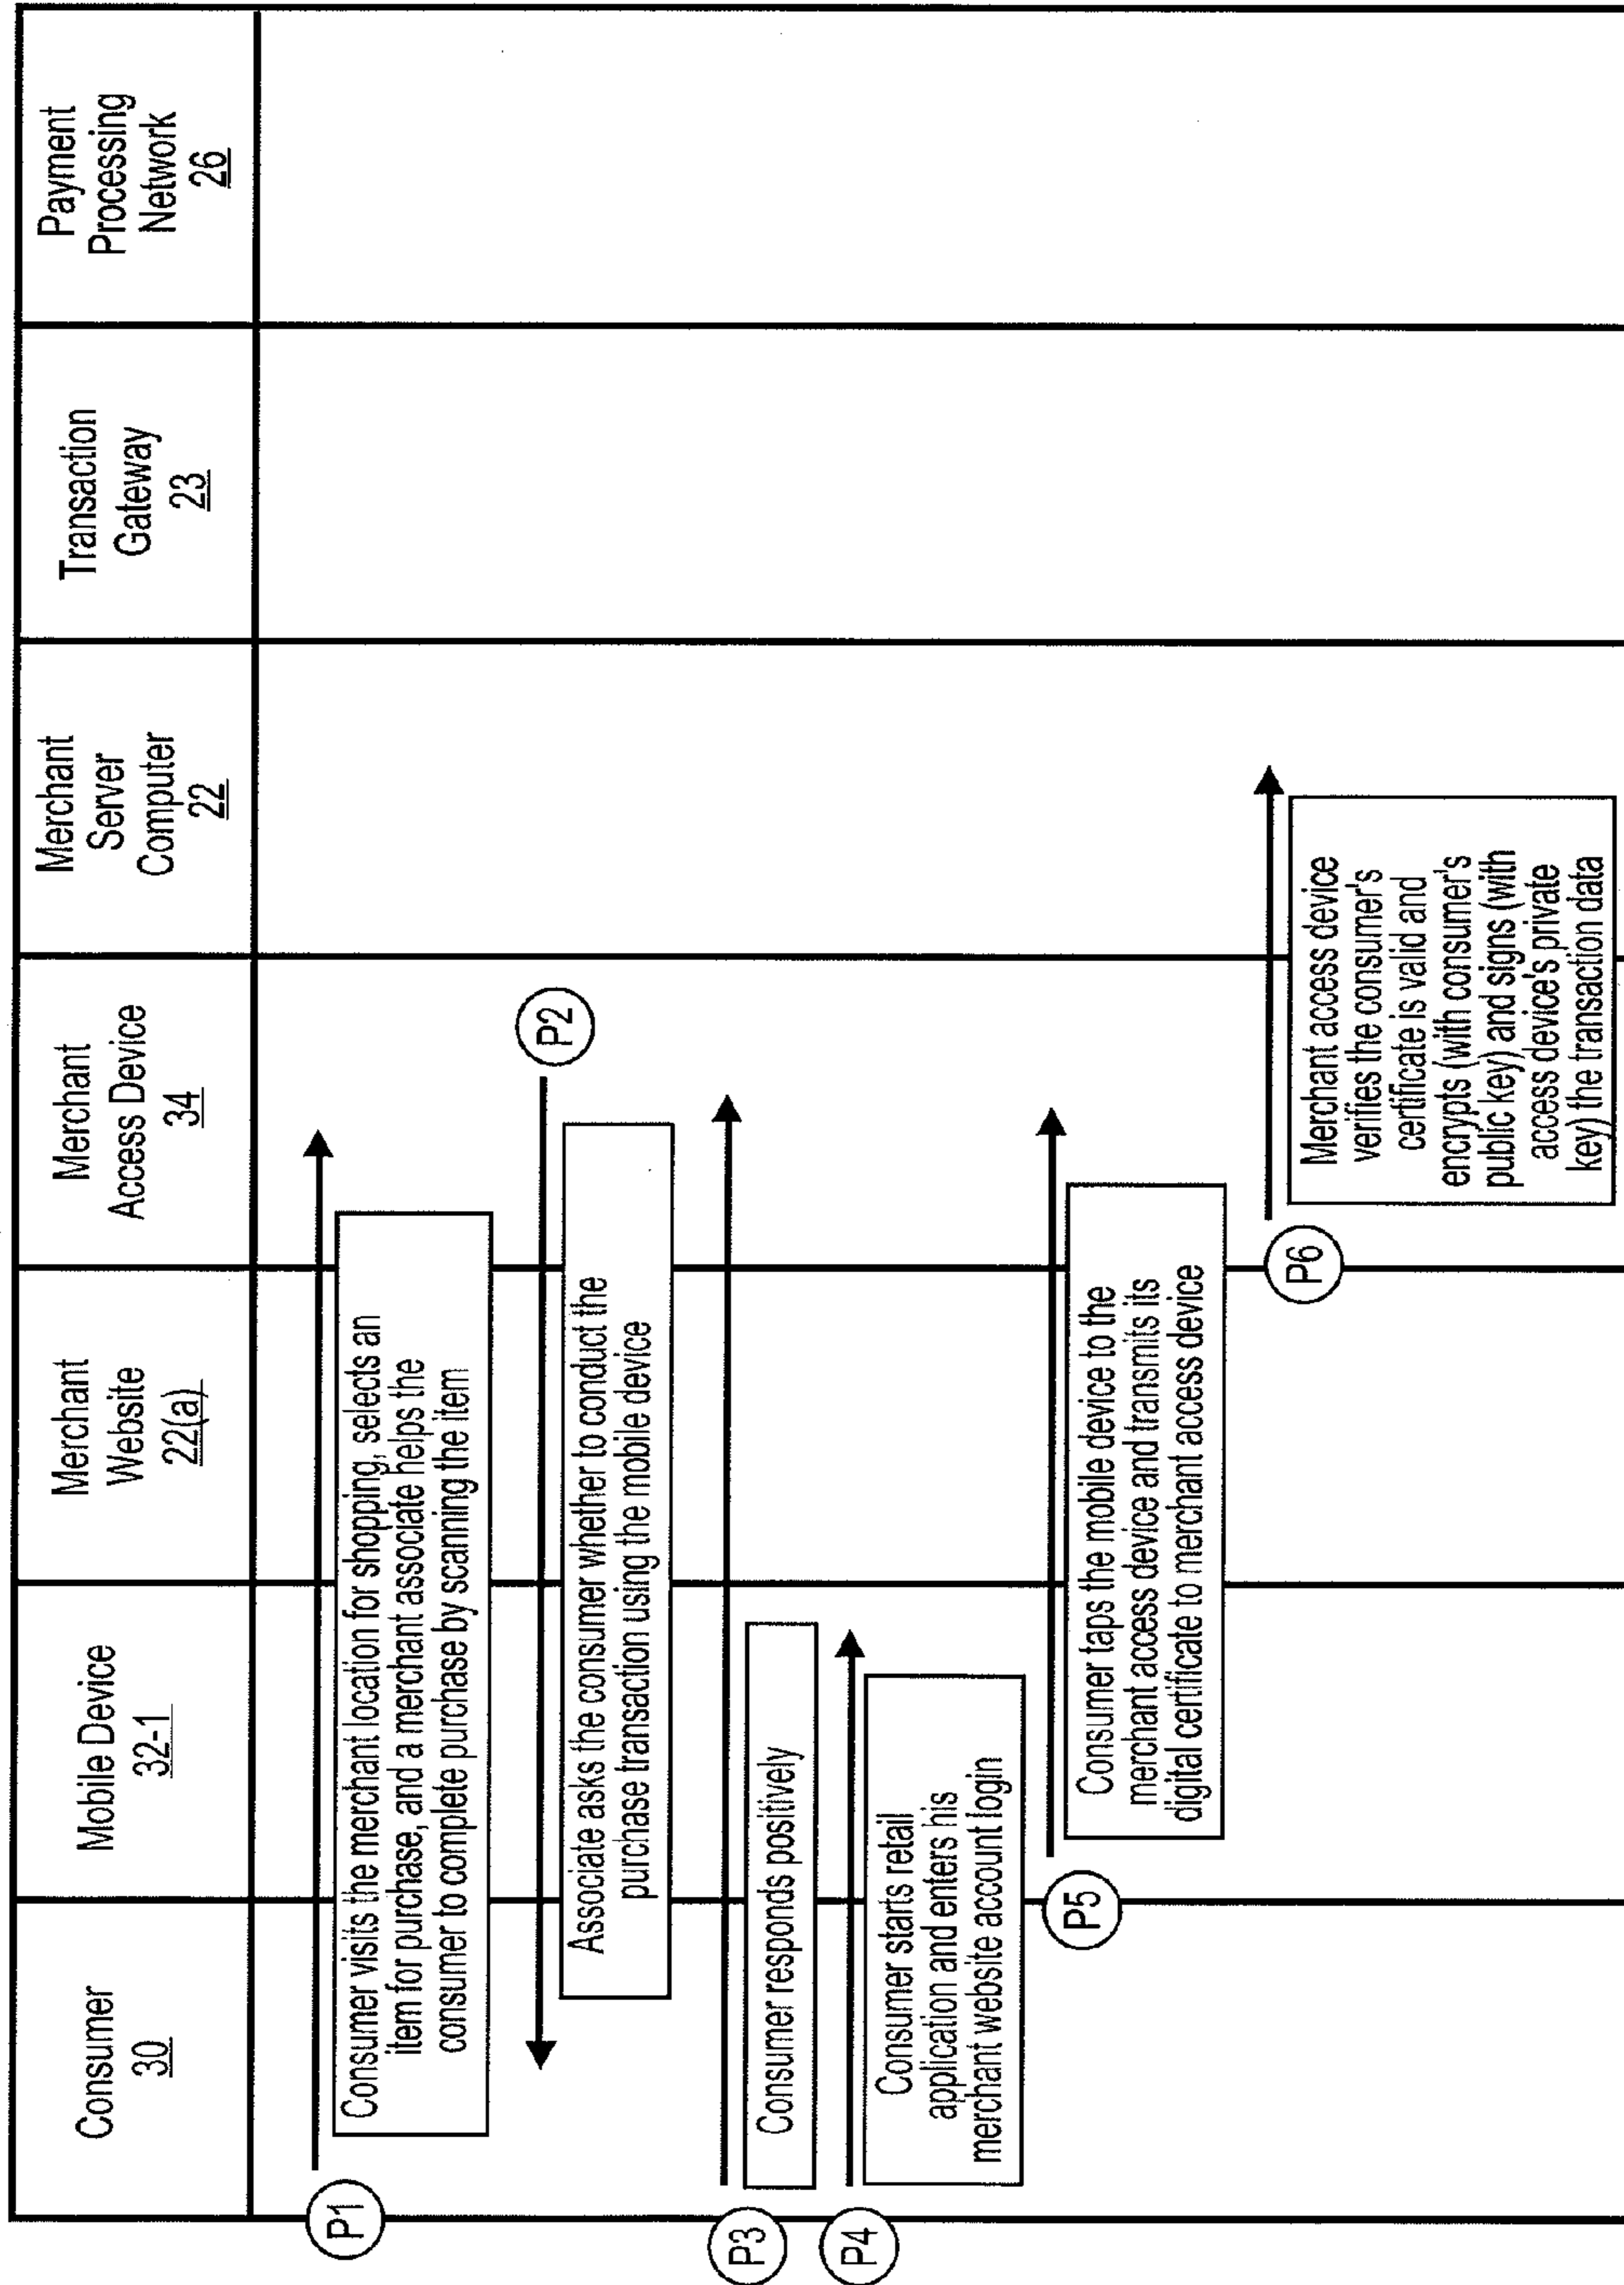 Consumer
30
Mobile Device
32-1
Merchant
Website
22(a)
Merchant
Access Device
34
Merchant
Server
Computer
22
Transaction
Gateway
23
Payment
Processing
Network
26
P1
Consumer visits the merchant location for shopping, selects an
item for purchase, and a merchant associate helps the
consumer to complete purchase by scanning the item
P2
Associate asks the consumer whether to conduct the
purchase transaction using the mobile device
P3
Consumer responds positively
P4
Consumer starts retail
application and enters his
merchant website account login
P5
Consumer taps the mobile device to the
merchant access device and transmits its
digital certificate to merchant access device
P6
Merchant access device
verifies the consumer's
certificate is valid and
encrypts (with consumer's
public key) and signs (with
access device's private
key) the transaction data